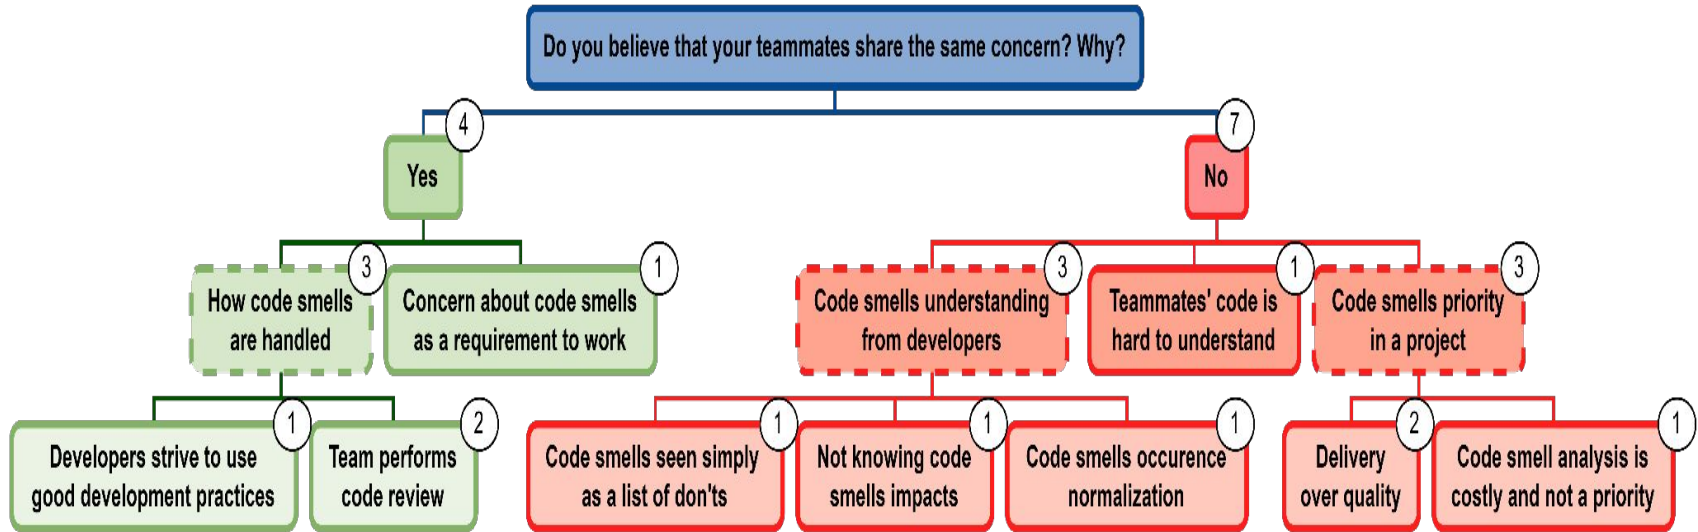 Do you believe that your teammates share the same concern? Why?
4
7
Yes
No
3
1
3
1
3
How code smells
are handled
Concern about code smells
as a requirement to work
Code smells understanding
from developers
Teammates' code is
hard to understand
Code smells priority
in a project
1
2
1
1
1
2
1
Developers strive to use
good development practices
Team performs
code review
Code smells seen simply
as a list of don'ts
Not knowing code
smells impacts
Code smells occurence
normalization
Delivery
over quality
Code smell analysis is
costly and not a priority